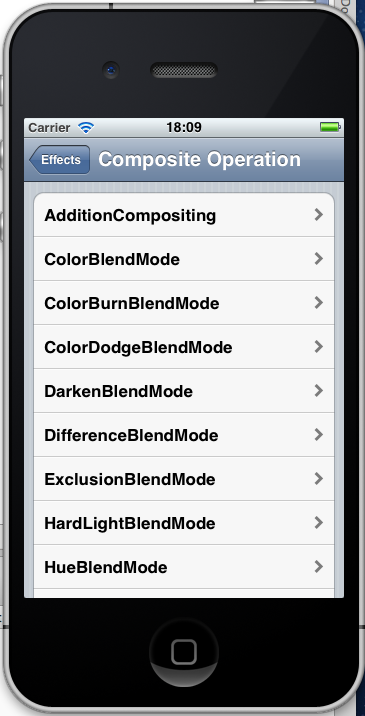 Carrier 18:09
Effects Composite Operation
AdditionCompositing
ColorBlendMode
ColorBurnBlendMode
ColorDodgeBlendMode
DarkenBlendMode
DifferenceBlendMode
ExclusionBlendMode
HardLightBlendMode
HueBlendMode